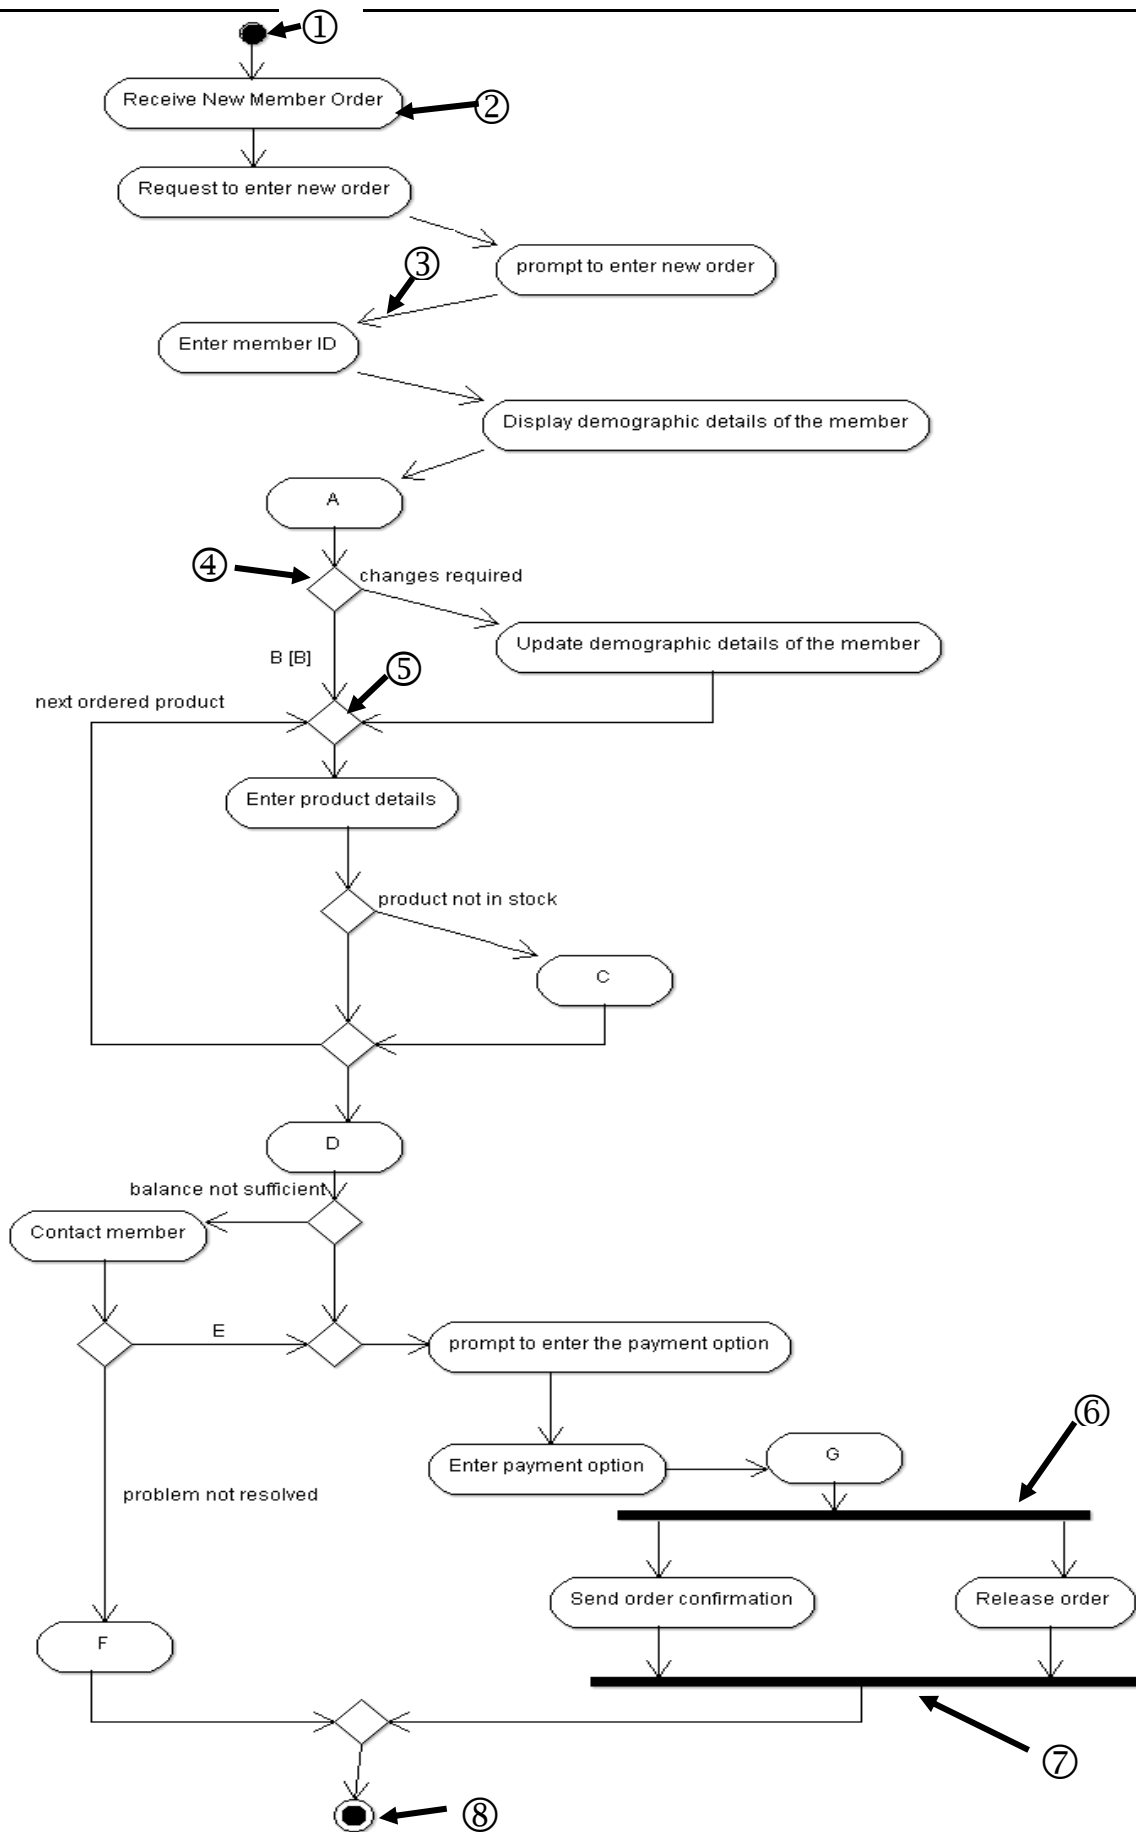 ①
Receive New Member Order
②
Request to enter new order
③
prompt to enter new order
Enter member ID
Display demographic details of the member
A
④
changes required
Update demographic details of the member
B [B]
⑤
next ordered product
Enter product details
product not in stock
C
D
balance not sufficient
Contact member
E
prompt to enter the payment option
⑥
Enter payment option
G
problem not resolved
Send order confirmation
Release order
F
⑦
⑧